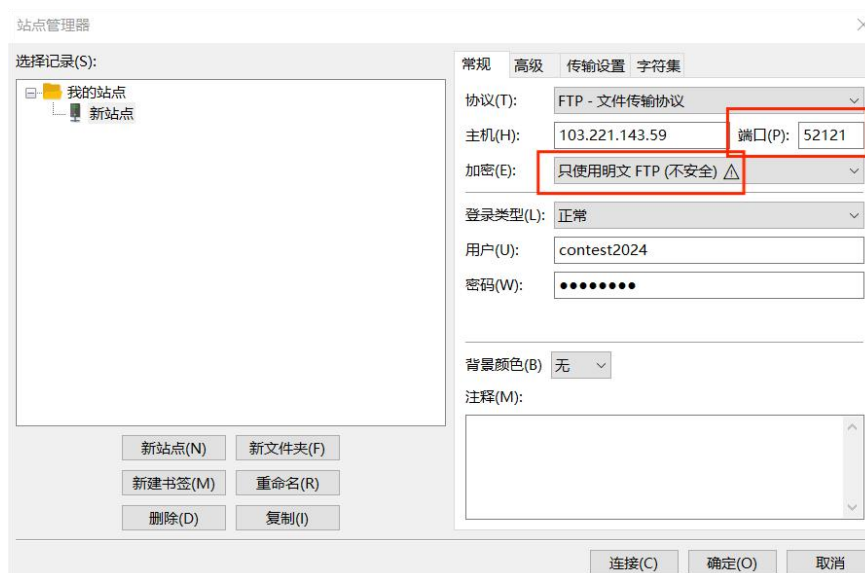 站点管理器
选择记录(S):
我的站点
新站点
新站点(N) 新文件夹(F)
新建书签(M) 重命名(R)
删除(D) 复制(I)
常规 高级 传输设置 字符集
协议(T): FTP - 文件传输协议
主机(H): 103.221.143.59 端口(P): 52121
加密(E): 只使用明文 FTP (不安全)
登录类型(L): 正常
用户(U): contest2024
密码(W): ●●●●●●●●
背景颜色(B) 无
注释(M):
连接(C) 确定(O) 取消